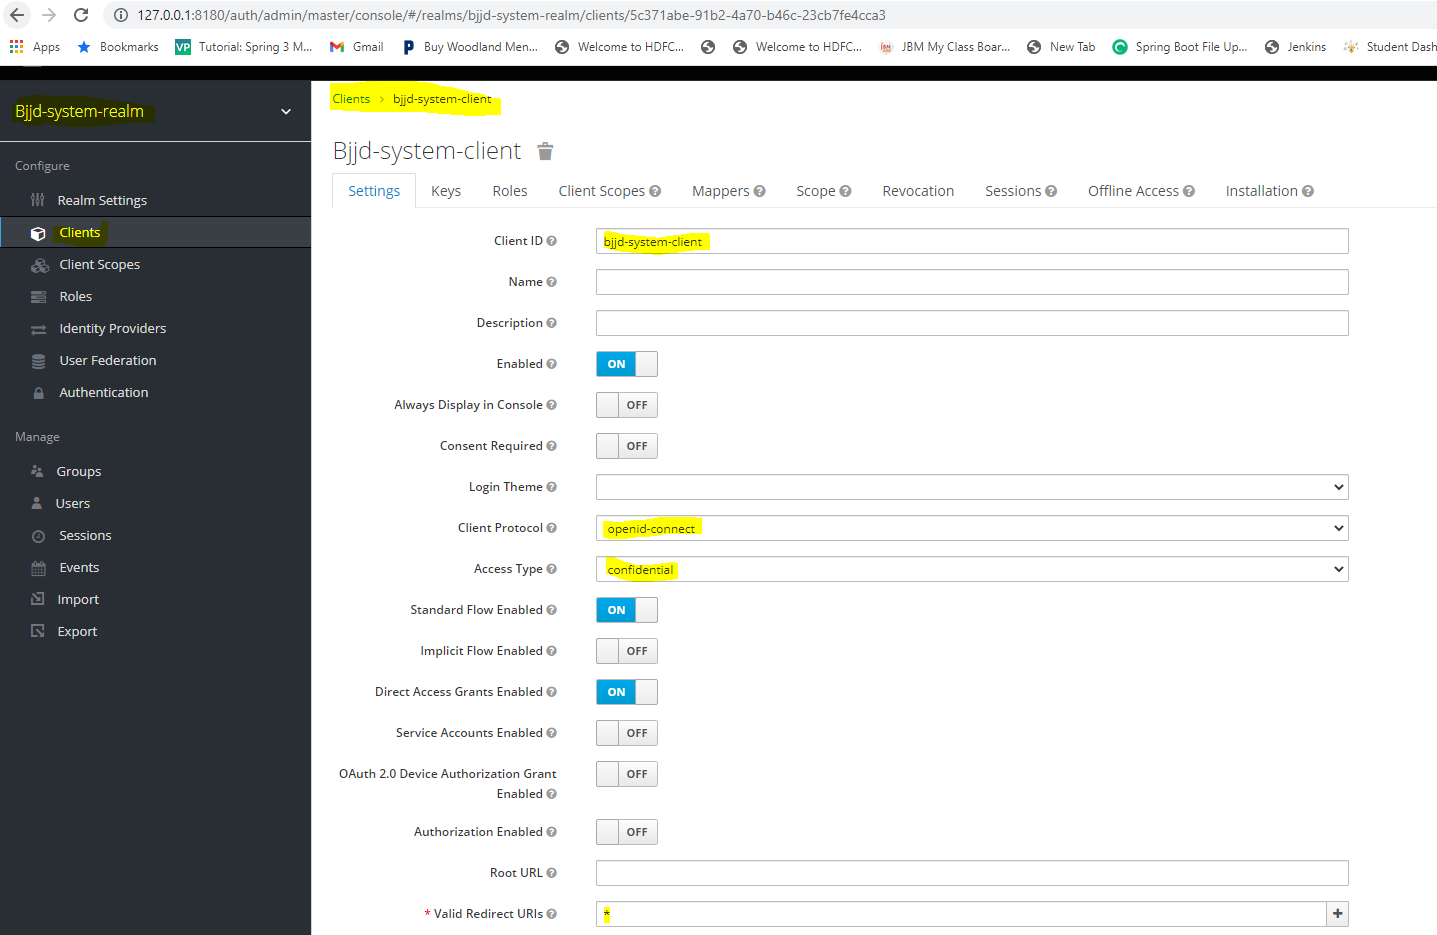 127.0.0.1:8180/auth/admin/master/console/#/realms/bjjd-system-realm/clients/5c371abe-91b2-4a70-b46c-23cb7fe4cca3
Apps Bookmarks VP Tutorial: Spring 3 M... Gmail Buy Woodland Men... Welcome to HDFC... Welcome to HDFC... JBM My Class Boar... New Tab Spring Boot File Up... Jenkins Student Dash
Bjjd-system-realm
Configure
Realm Settings
Clients
Client Scopes
Roles
Identity Providers
User Federation
Authentication
Manage
Groups
Users
Sessions
Events
Import
Export
Clients > bjjd-system-client
Bjjd-system-client
Settings Keys Roles Client Scopes Mappers Scope Revocation Sessions Offline Access Installation
Client ID bjjd-system-client
Name
Description
Enabled ON
Always Display in Console OFF
Consent Required OFF
Login Theme
Client Protocol openid-connect
Access Type confidential
Standard Flow Enabled ON
Implicit Flow Enabled OFF
Direct Access Grants Enabled ON
Service Accounts Enabled OFF
OAuth 2.0 Device Authorization Grant
Enabled OFF
Authorization Enabled OFF
Root URL
* Valid Redirect URIs * +